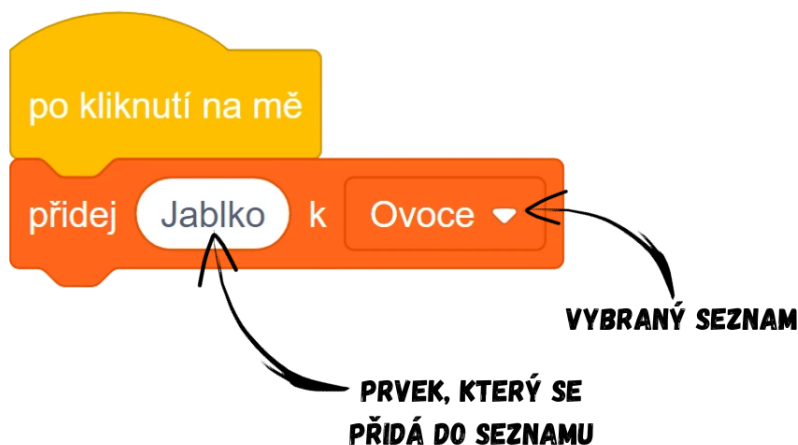 po kliknutí na mě
přidej Jablko k Ovoce
VYBRANÝ SEZNAM
PRVEK, KTERÝ SE
PŘIDÁ DO SEZNAMU